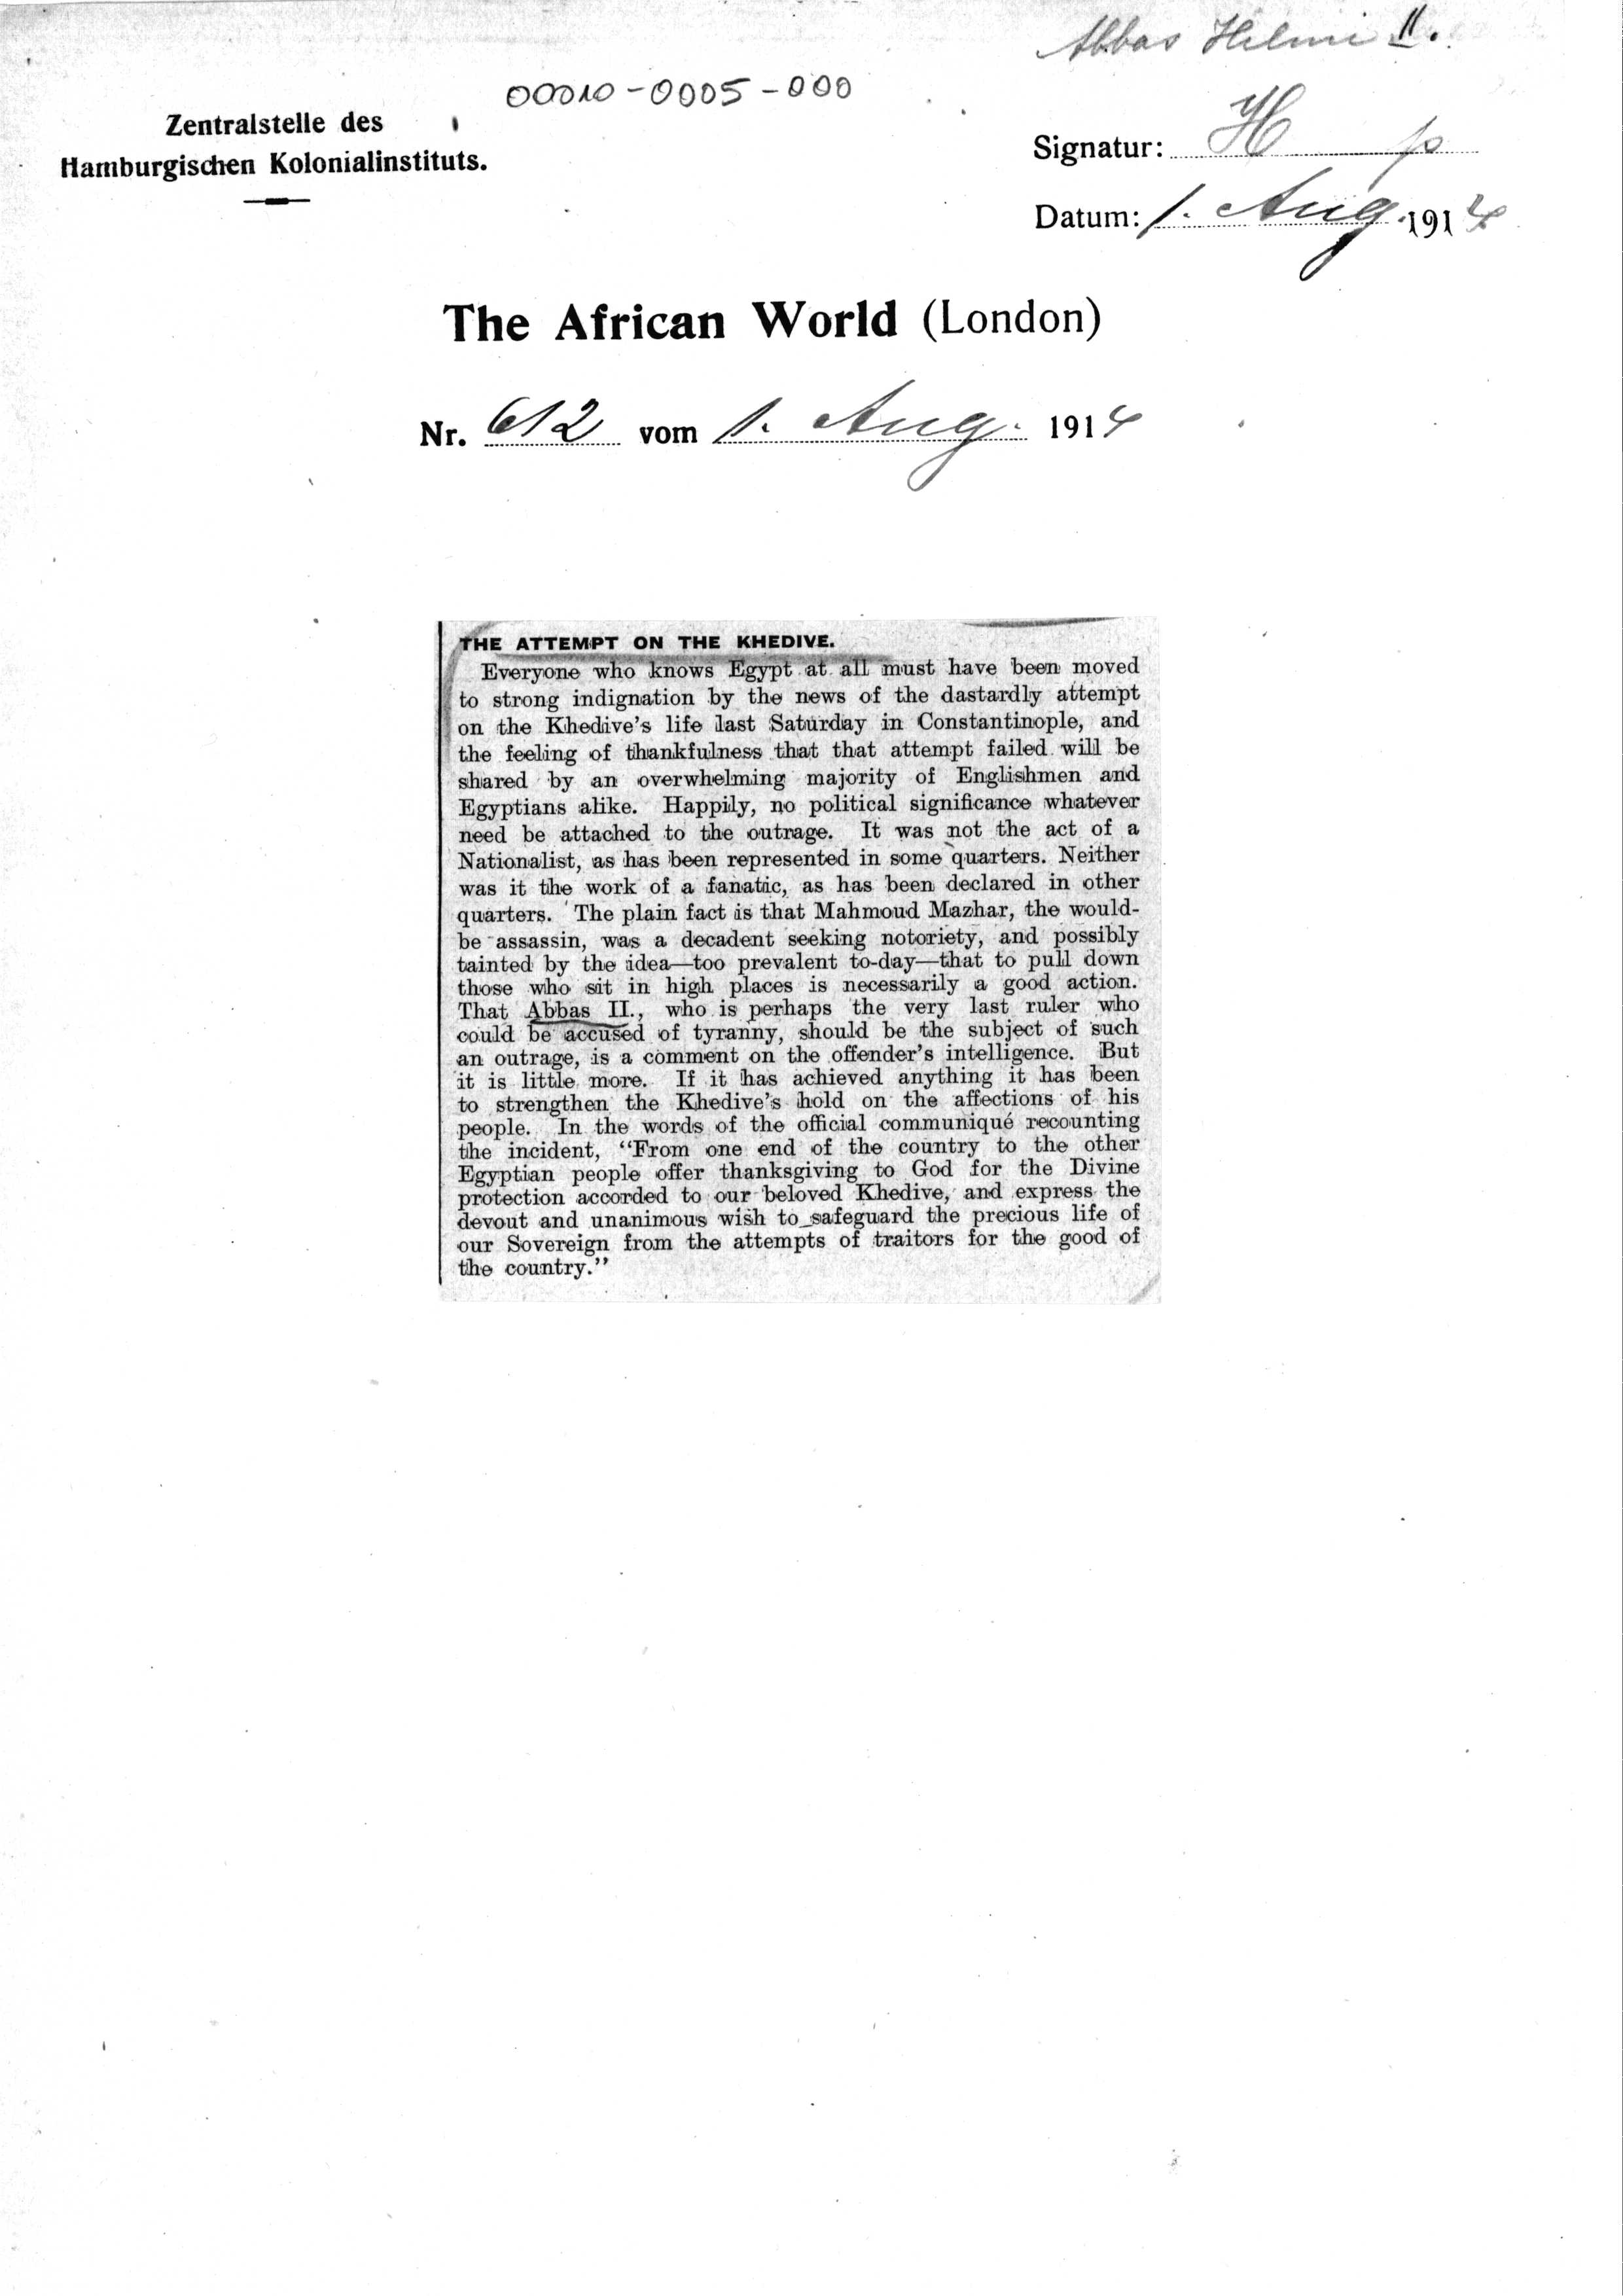 Abbas Hilmi II.
00010-0005-000
Zentralstelle des
Hamburgischen Kolonialinstituts.
Signatur: H p
Datum: 1. Aug. 1914
The African World (London)
Nr. 612 vom 1. Aug. 1914
THE ATTEMPT ON THE KHEDIVE.
Everyone who knows Egypt at all must have been moved
to strong indignation by the news of the dastardly attempt
on the Khedive's life last Saturday in Constantinople, and
the feeling of thankfulness that that attempt failed will be
shared by an overwhelming majority of Englishmen and
Egyptians alike. Happily, no political significance whatever
need be attached to the outrage. It was not the act of a
Nationalist, as has been represented in some quarters. Neither
was it the work of a fanatic, as has been declared in other
quarters. The plain fact is that Mahmoud Mazhar, the would-
be assassin, was a decadent seeking notoriety, and possibly
tainted by the idea—too prevalent to-day—that to pull down
those who sit in high places is necessarily a good action.
That Abbas II., who is perhaps the very last ruler who
could be accused of tyranny, should be the subject of such
an outrage, is a comment on the offender's intelligence. But
it is little more. If it has achieved anything it has been
to strengthen the Khedive's hold on the affections of his
people. In the words of the official communiqué recounting
the incident, "From one end of the country to the other
Egyptian people offer thanksgiving to God for the Divine
protection accorded to our beloved Khedive, and express the
devout and unanimous wish to safeguard the precious life of
our Sovereign from the attempts of traitors for the good of
the country."